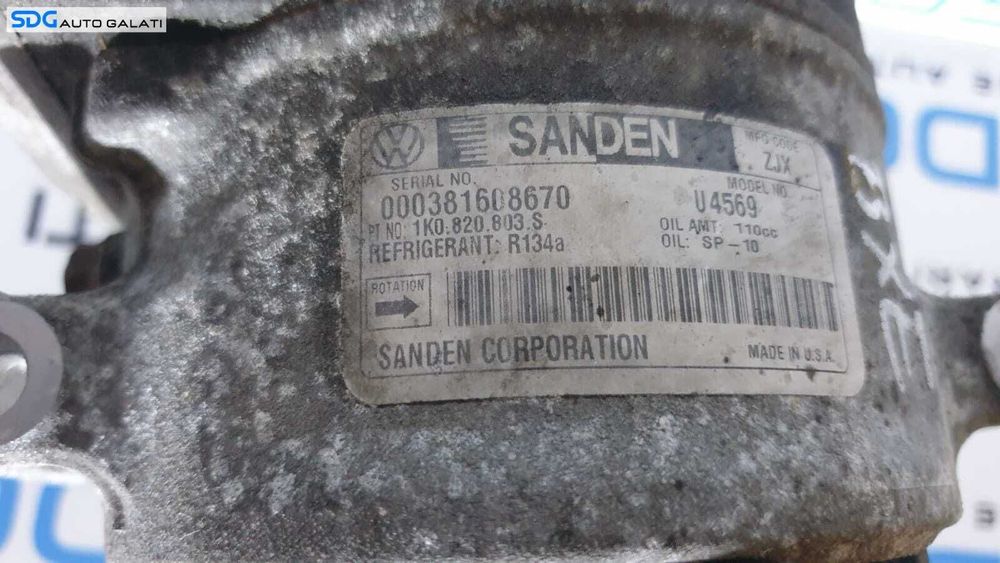 SDG AUTO GALATI
SANDEN
MFG CODE
ZJX
SERIAL NO.
MODEL NO.
000381608670
U4569
PT NO: 1K0.820.803.S
OIL AMT: 110cc
REFRIGERANT: R134a
OIL: SP-10
ROTATION
SANDEN CORPORATION
MADE IN U.S.A.